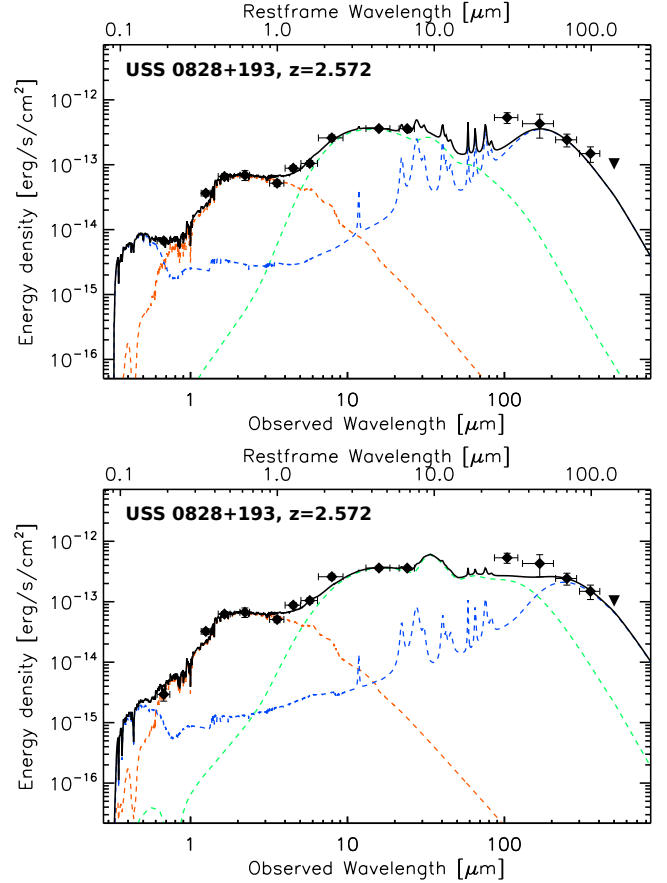 Restframe Wavelength [μm]
0.1 1.0 10.0 100.0
USS 0828+193, z=2.572
Energy density [erg/s/cm²]
10⁻¹²
10⁻¹³
10⁻¹⁴
10⁻¹⁵
10⁻¹⁶
1 10 100
Observed Wavelength [μm]
Restframe Wavelength [μm]
0.1 1.0 10.0 100.0
USS 0828+193, z=2.572
Energy density [erg/s/cm²]
10⁻¹²
10⁻¹³
10⁻¹⁴
10⁻¹⁵
10⁻¹⁶
1 10 100
Observed Wavelength [μm]